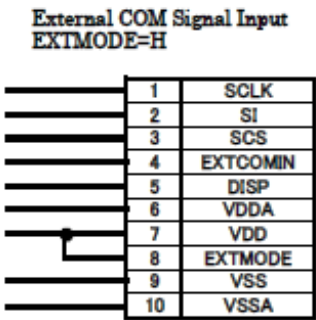 External COM Signal Input
EXTMODE=H
1 SCLK
2 SI
3 SCS
4 EXTCOMIN
5 DISP
6 VDDA
7 VDD
8 EXTMODE
9 VSS
10 VSSA